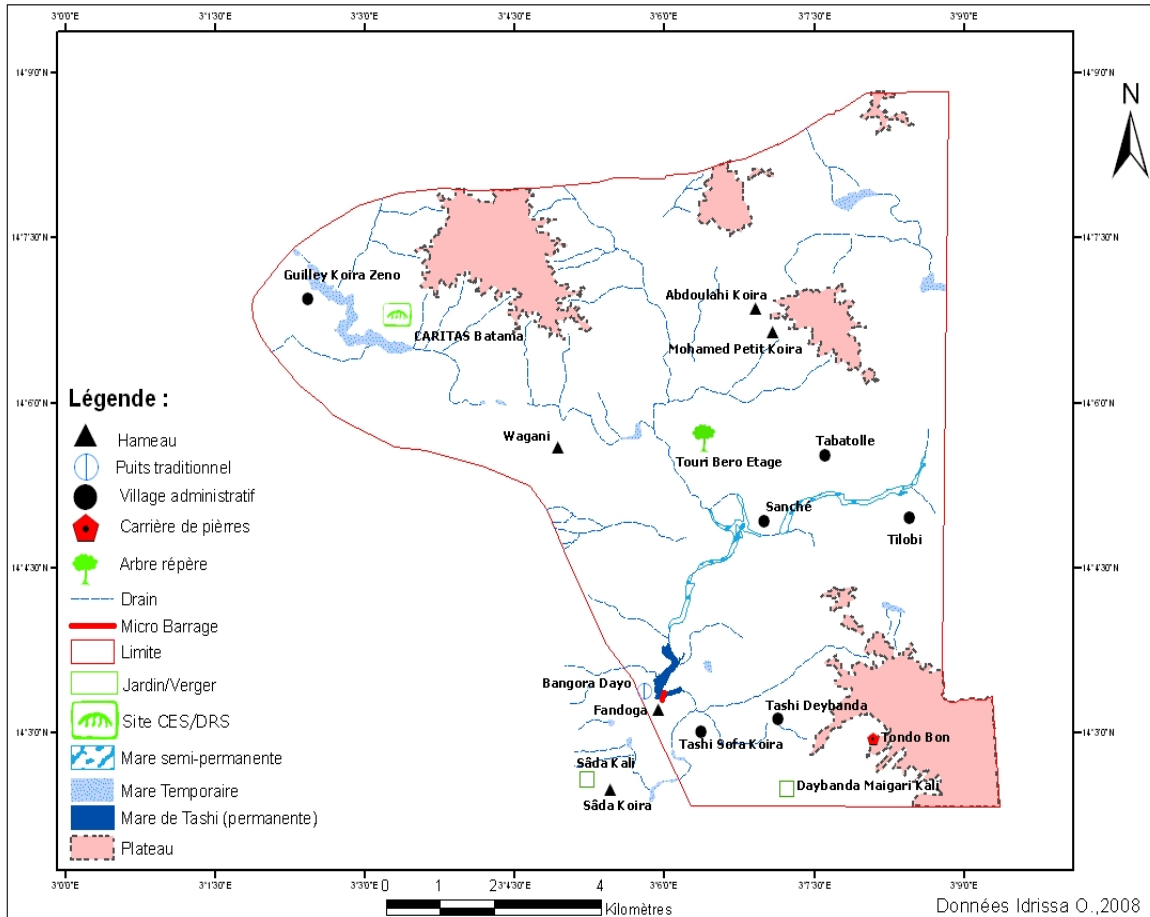 3°0'0"E 3°1'30"E 3°3'0"E 3°4'30"E 3°6'0"E 3°7'30"E 3°9'0"E
14°9'0"N 14°9'0"N
N
14°7'30"N 14°7'30"N
Guilley Koira Zeno
Abdoulahi Koira
CARITAS Batama
Mohamed Petit Koira
14°6'0"N 14°6'0"N
Wagani
Tabatolle
Touri Bero Etage
Sanché
Tilobi
14°4'30"N 14°4'30"N
Bangora Dayo
Fandoga
Tashi Deybanda
14°3'0"N 14°3'0"N
Tashi Sofa Koira
Tondo Bon
Sâda Kali
Daybanda Maigari Kali
Sâda Koira
Légende :
Hameau
Puits traditionnel
Village administratif
Carrière de pièrres
Arbre répère
Drain
Micro Barrage
Limite
Jardin/Verger
Site CES/DRS
Mare semi-permanente
Mare Temporaire
Mare de Tashi (permanente)
Plateau
3°0'0"E 3°1'30"E 3°3'0"E 3°4'30"E 3°6'0"E 3°7'30"E 3°9'0"E
0 1 2 4
Kilomètres
Données Idrissa O.,2008